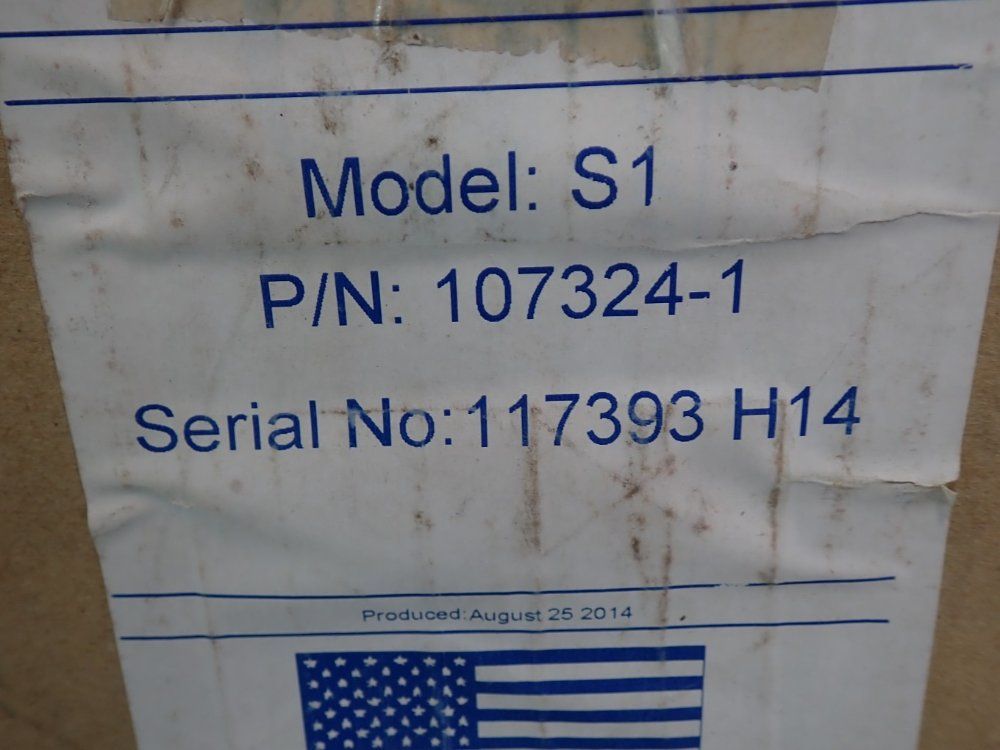 Model: S1
P/N: 107324-1
Serial No:117393 H14
Produced:August 25 2014